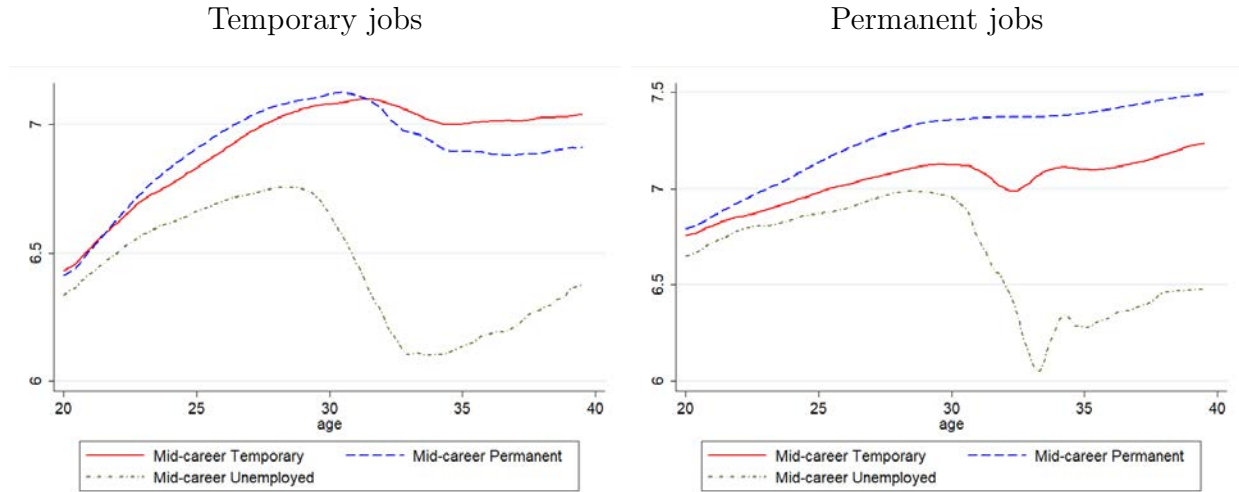 Temporary jobs
7
6.5
6
20 25 30 35 40
age
Mid-career Temporary Mid-career Permanent
Mid-career Unemployed
Permanent jobs
7.5
7
6.5
6
20 25 30 35 40
age
Mid-career Temporary Mid-career Permanent
Mid-career Unemployed